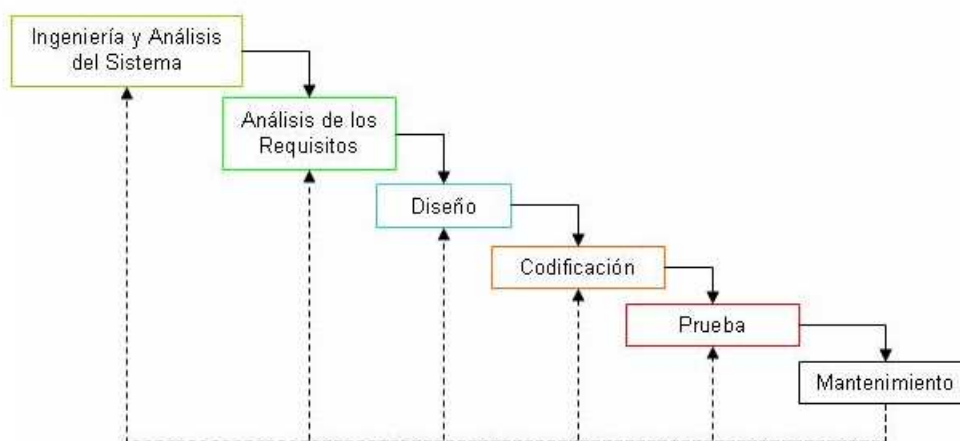 Ingeniería y Análisis
del Sistema
Análisis de los
Requisitos
Diseño
Codificación
Prueba
Mantenimiento